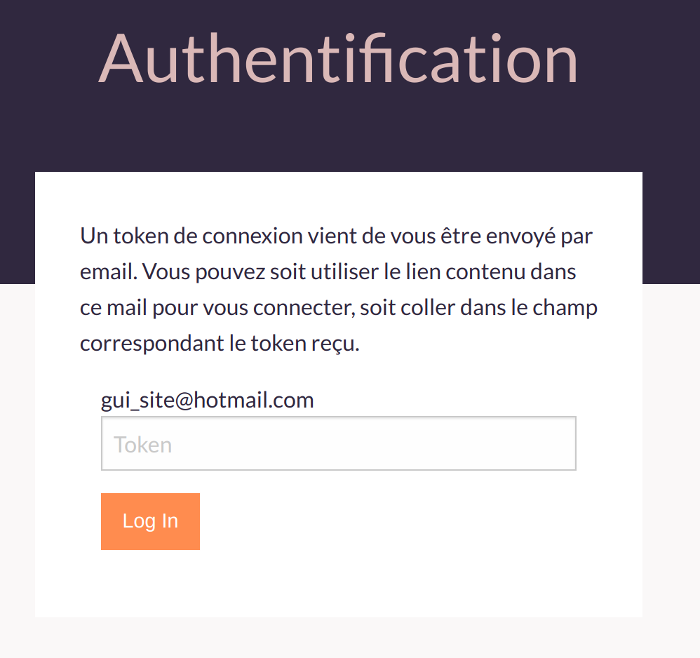 Authentification
Un token de connexion vient de vous être envoyé par
email. Vous pouvez soit utiliser le lien contenu dans
ce mail pour vous connecter, soit coller dans le champ
correspondant le token reçu.
gui_site@hotmail.com
Token
Log In